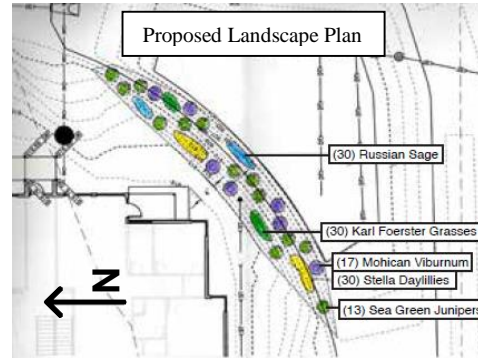 Proposed Landscape Plan
(30) Russian Sage
(30) Karl Foerster Grasses
(17) Mohican Viburnum
(30) Stella Daylillies
(13) Sea Green Junipers
N